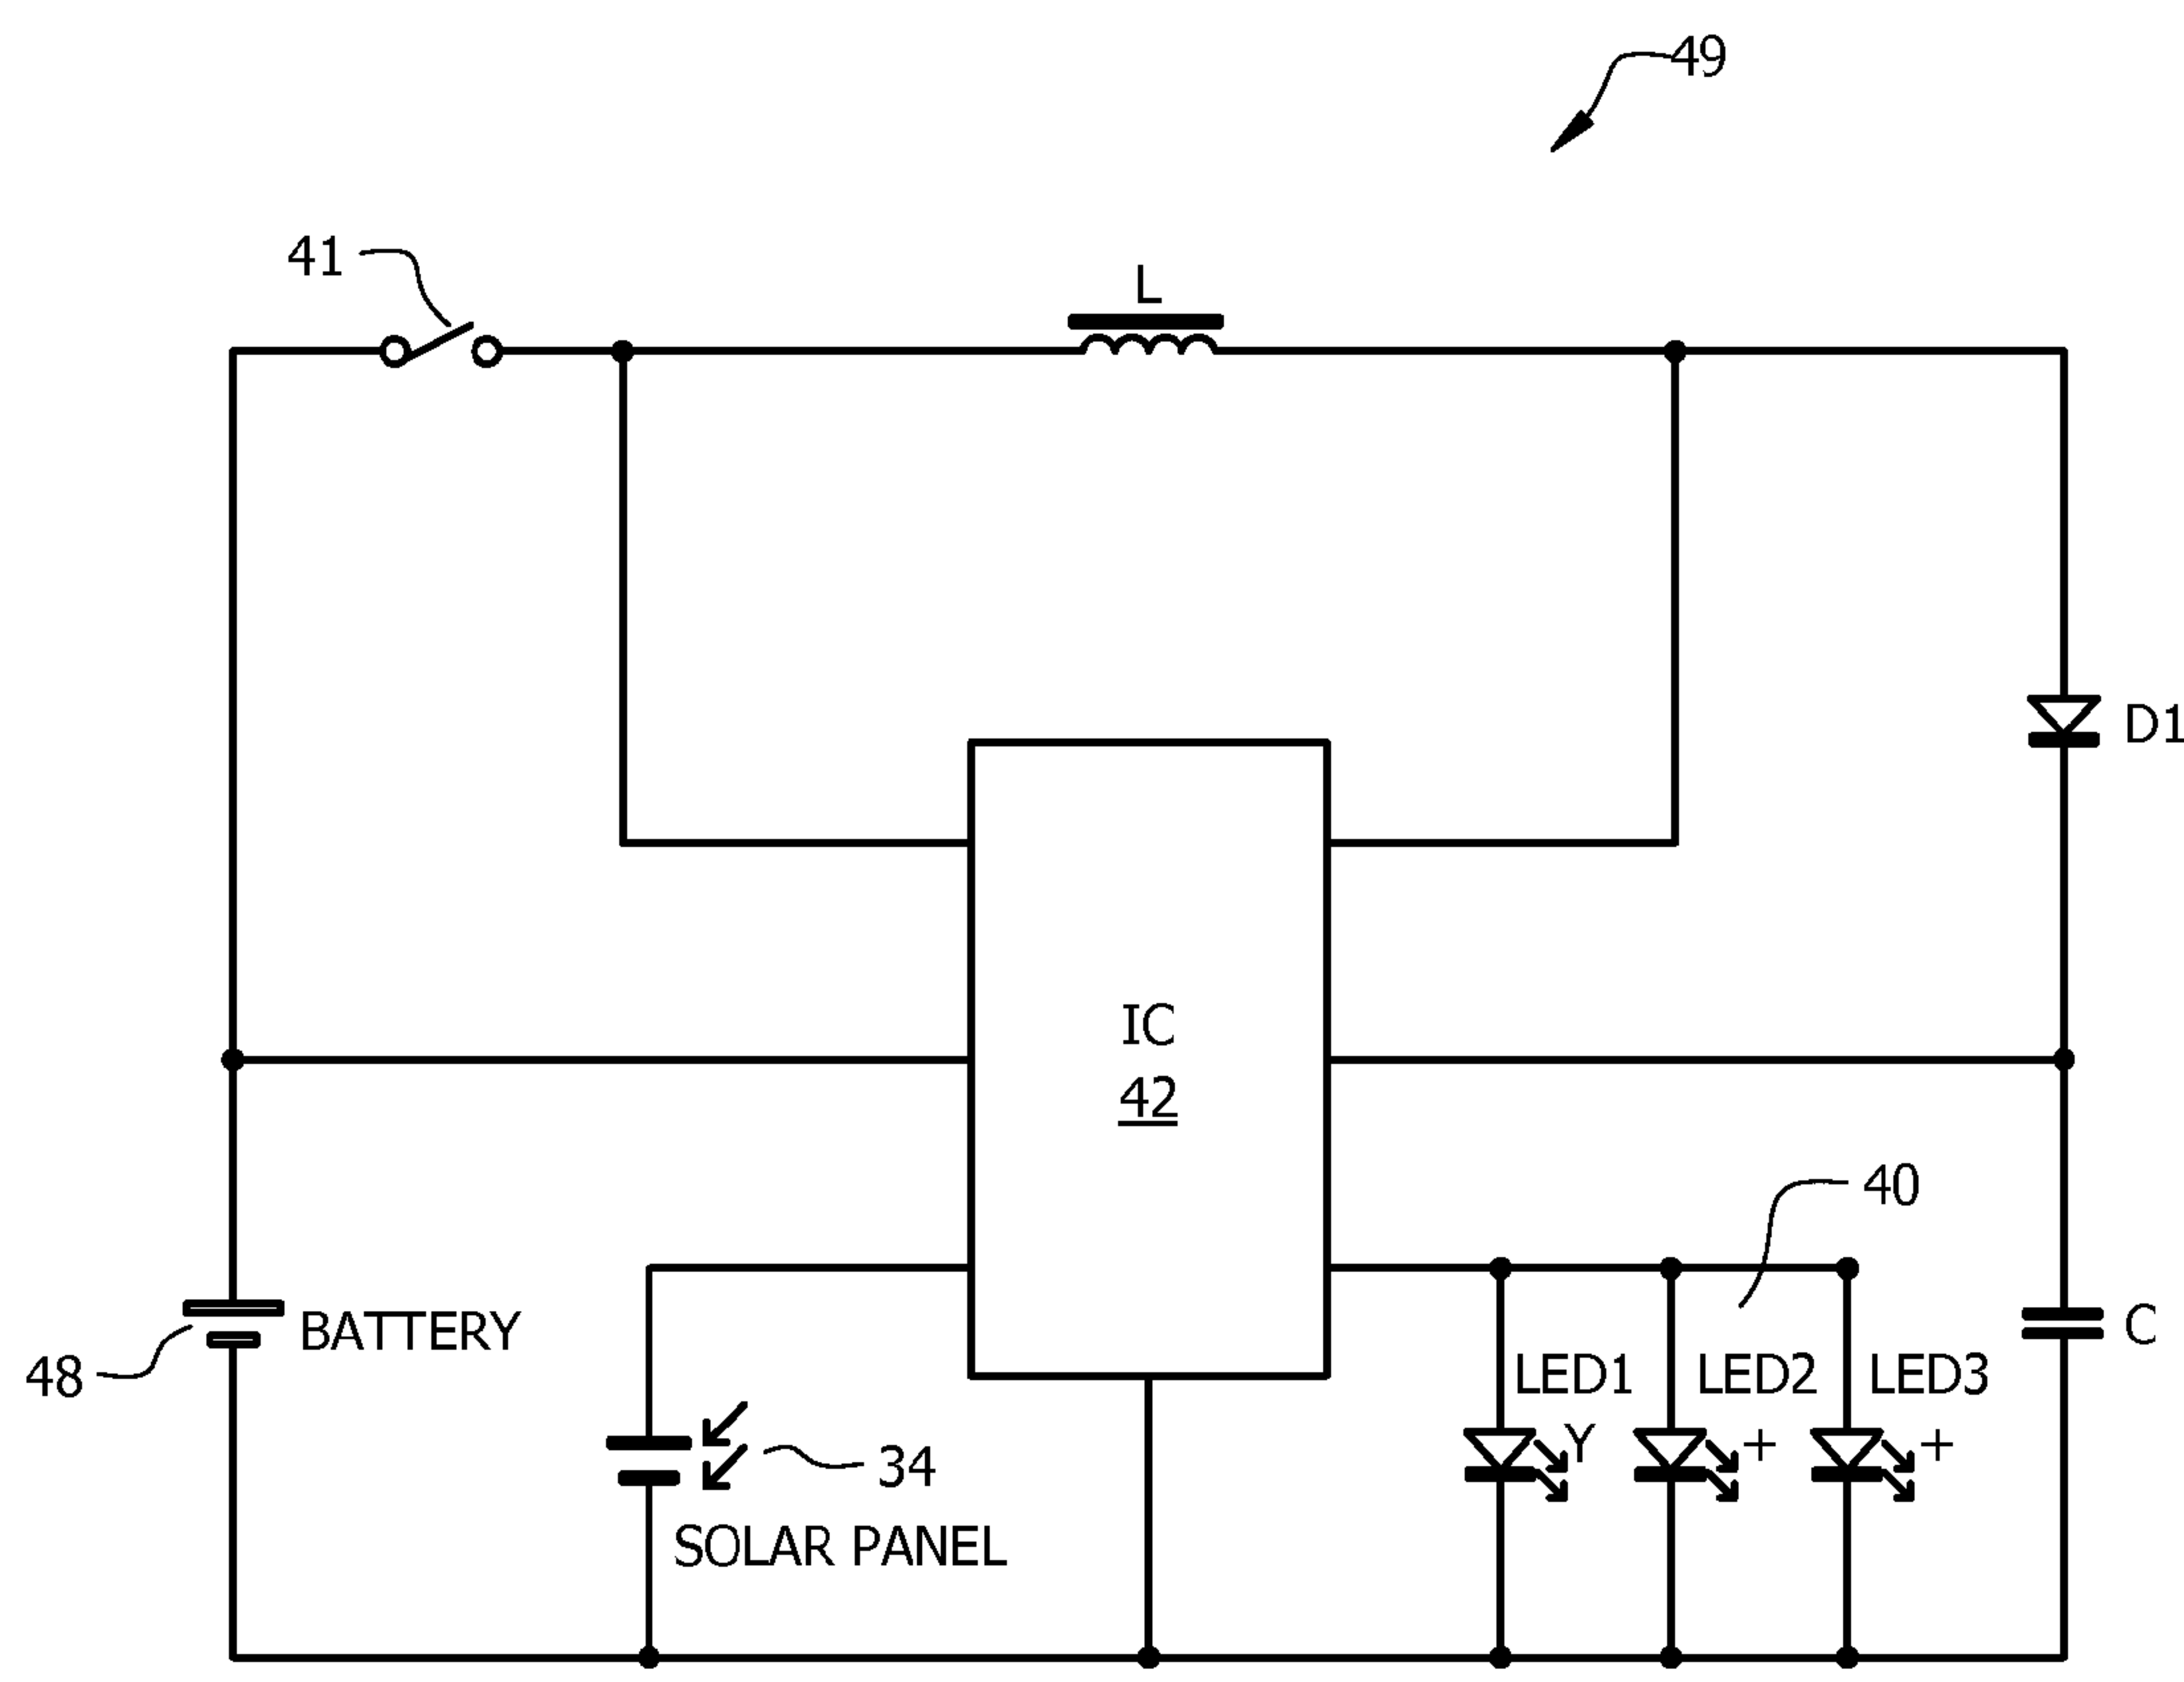 49
41
L
D1
IC
42
40
BATTERY
C
48
LED1
LED2
LED3
Y
+
+
34
SOLAR PANEL